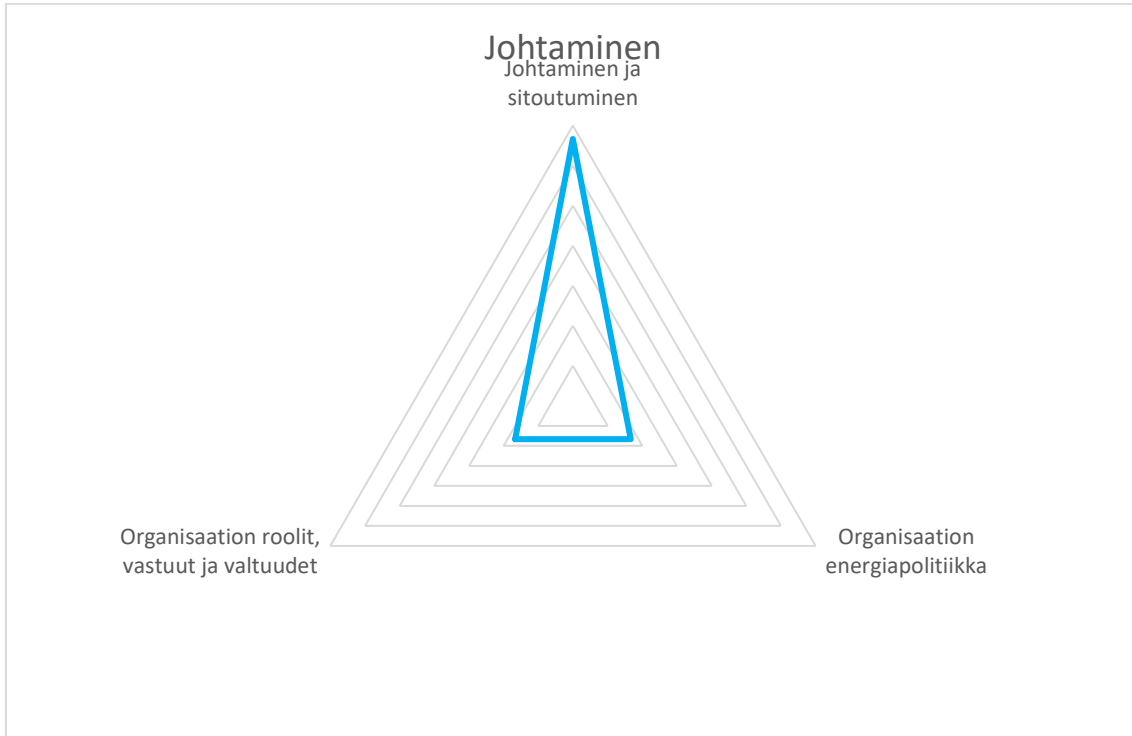 Johtaminen
Johtaminen ja
sitoutuminen
Organisaation roolit,
vastuut ja valtuudet
Organisaation
energiapolitiikka